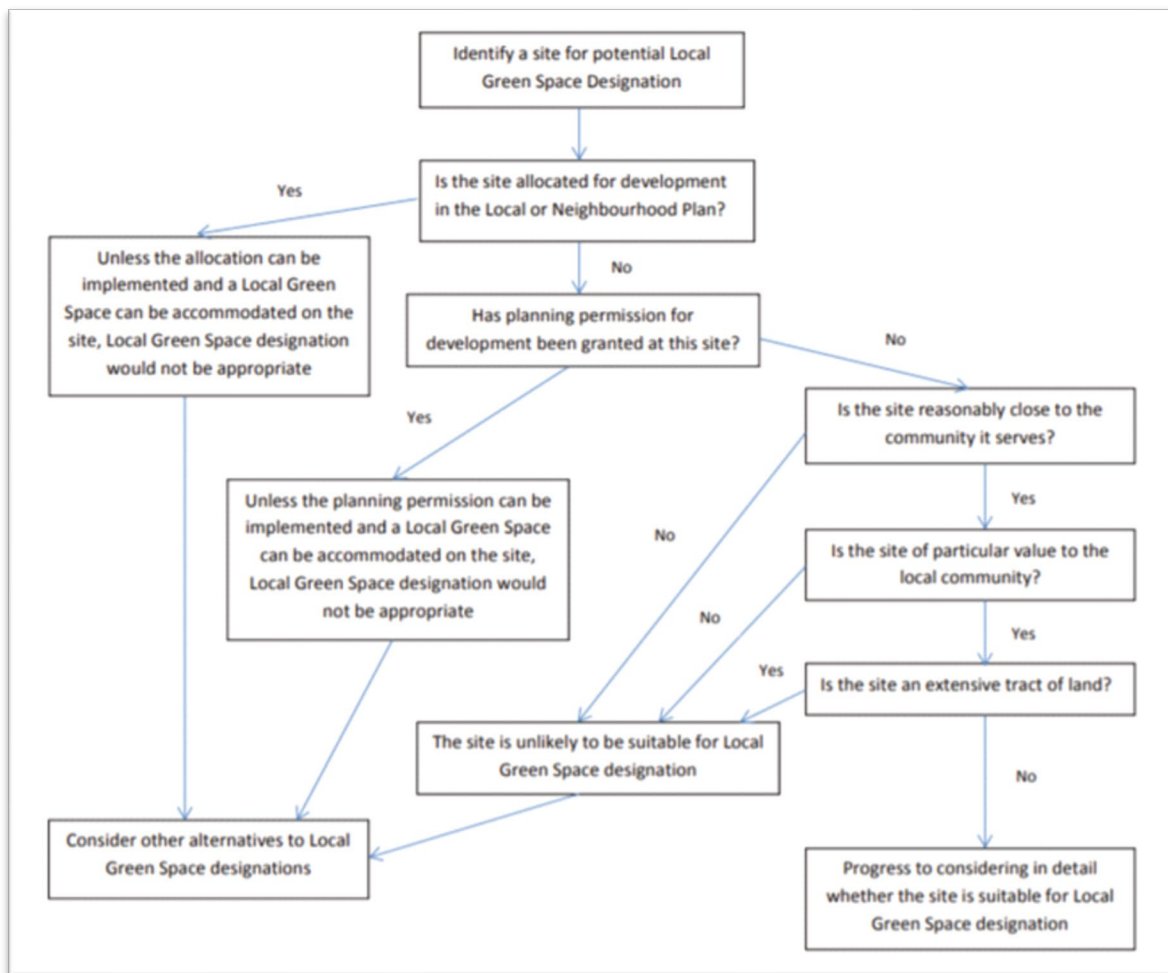 Identify a site for potential Local
Green Space Designation
Is the site allocated for development
in the Local or Neighbourhood Plan?
Yes
No
Unless the allocation can be
implemented and a Local Green
Space can be accommodated on the
site, Local Green Space designation
would not be appropriate
Has planning permission for
development been granted at this site?
No
Yes
Is the site reasonably close to the
community it serves?
Unless the planning permission can be
implemented and a Local Green Space
can be accommodated on the site,
Local Green Space designation would
not be appropriate
Yes
No
Is the site of particular value to the
local community?
No
Yes
Is the site an extensive tract of land?
Yes
The site is unlikely to be suitable for Local
Green Space designation
No
Consider other alternatives to Local
Green Space designations
Progress to considering in detail
whether the site is suitable for Local
Green Space designation